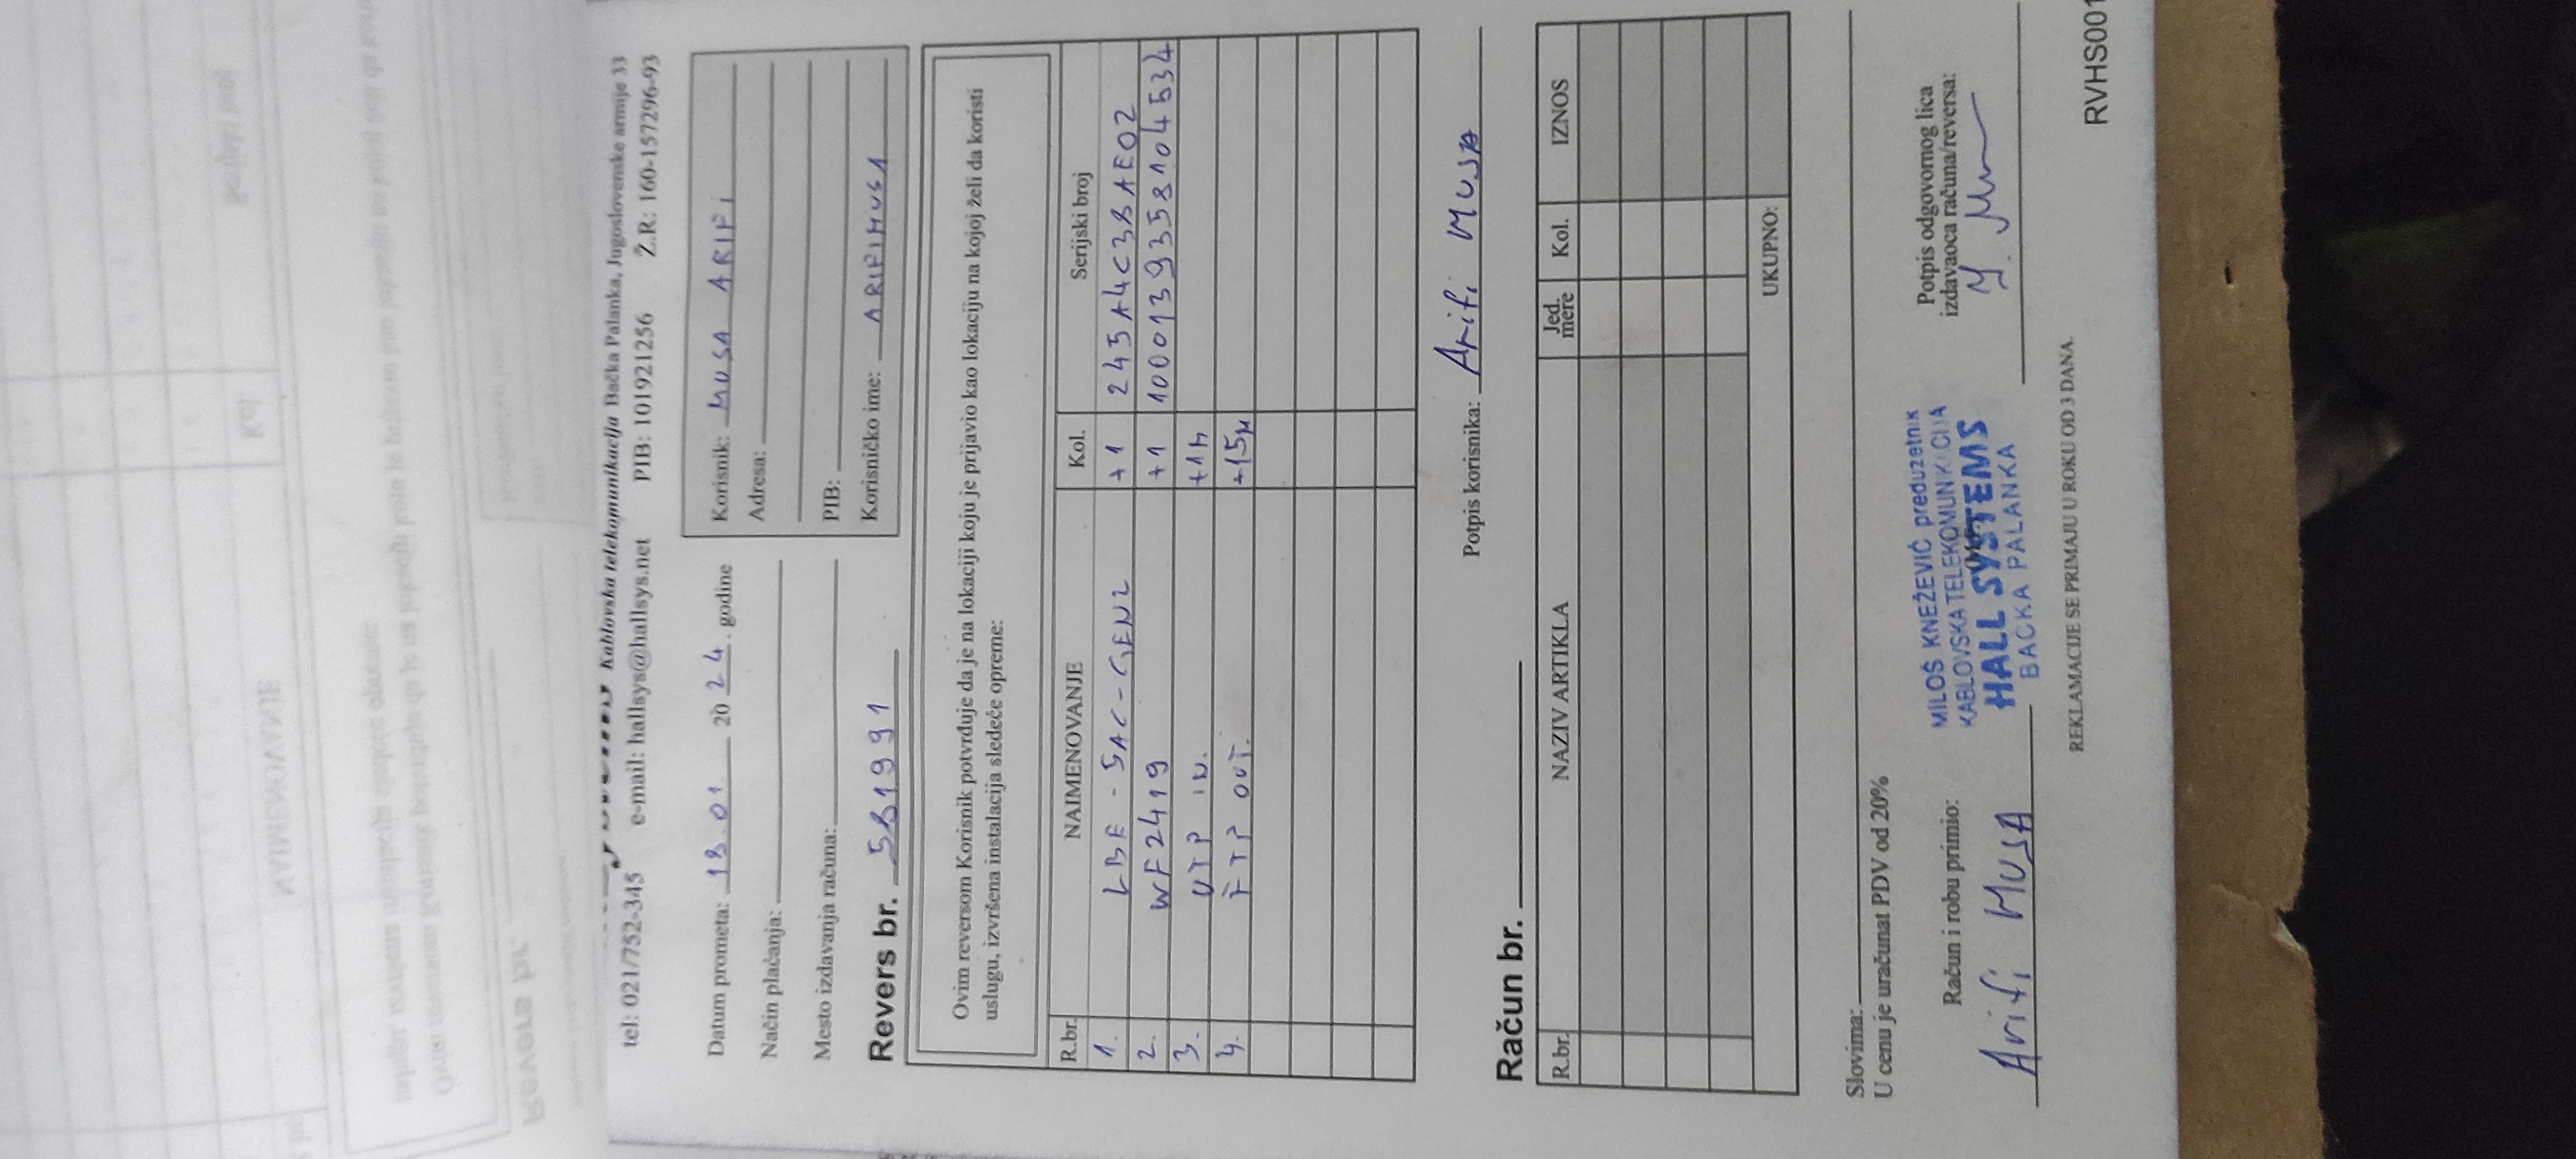 Kablovska telekomunikacija Bačka Palanka, Jugoslovenske armije 33
tel: 021/752-345 e-mail: hallsys@hallsys.net PIB: 101921256 Ž.R: 160-157296-93
Datum prometa: 18.01 20 24. godine
Način plaćanja:
Mesto izdavanja računa:
Korisnik: MUSA ARIFI
Adresa:
PIB:
Korisničko ime: ARIFIMUSA
Revers br. 581991
Ovim reversom Korisnik potvrđuje da je na lokaciji koju je prijavio kao lokaciju na kojoj želi da koristi
uslugu, izvršena instalacija sledeće opreme:
R.br. NAIMENOVANJE Kol. Serijski broj
1. LBE - 5AC - GEN2 +1 245A4C38AE02
2. WF2419 +1 1000139358104534
3. UTP IN.
4. FTP OUT. +15M
Potpis korisnika: Arifi MUSA
Račun br.
R.br. NAZIV ARTIKLA Jed. mere Kol. IZNOS
UKUPNO:
Slovima:
U cenu je uračunat PDV od 20%
Račun i robu primio:
Arifi MUSA
MILOŠ KNEŽEVIĆ preduzetnik
KABLOVSKA TELEKOMUNIKACIJA
HALL SYSTEMS
BAČKA PALANKA
Potpis odgovornog lica
izdavaoca računa/reversa:
REKLAMACIJE SE PRIMAJU U ROKU OD 3 DANA.
RVHS001